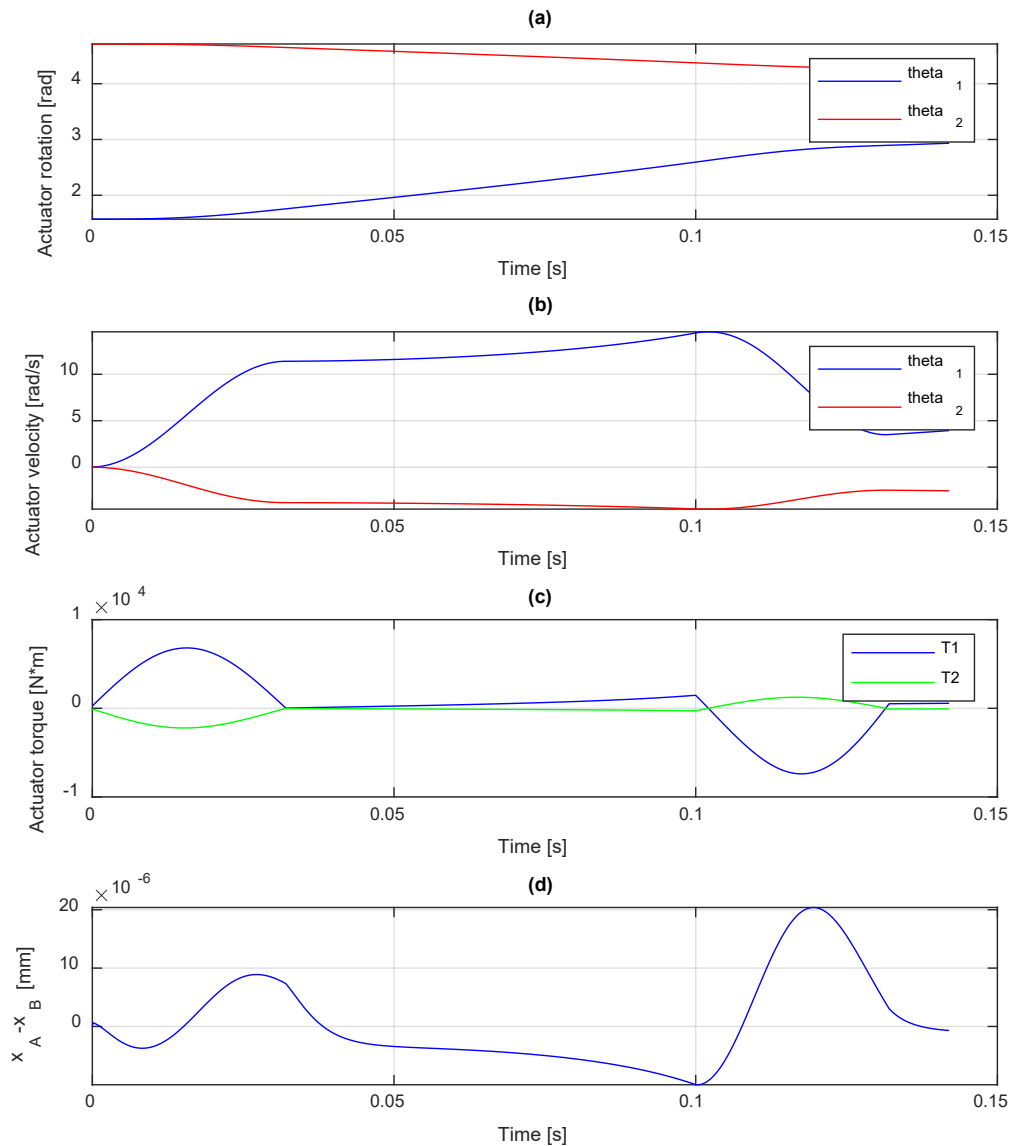 (a)
Actuator rotation [rad]
4
3
2
theta 1
theta 2
0 0.05 0.1 0.15
Time [s]
(b)
Actuator velocity [rad/s]
10
5
0
theta 1
theta 2
0 0.05 0.1 0.15
Time [s]
(c)
× 10 4
Actuator torque [N*m]
1
0
-1
T1
T2
0 0.05 0.1 0.15
Time [s]
(d)
× 10 -6
x A -x B [mm]
20
10
0
-10
0 0.05 0.1 0.15
Time [s]